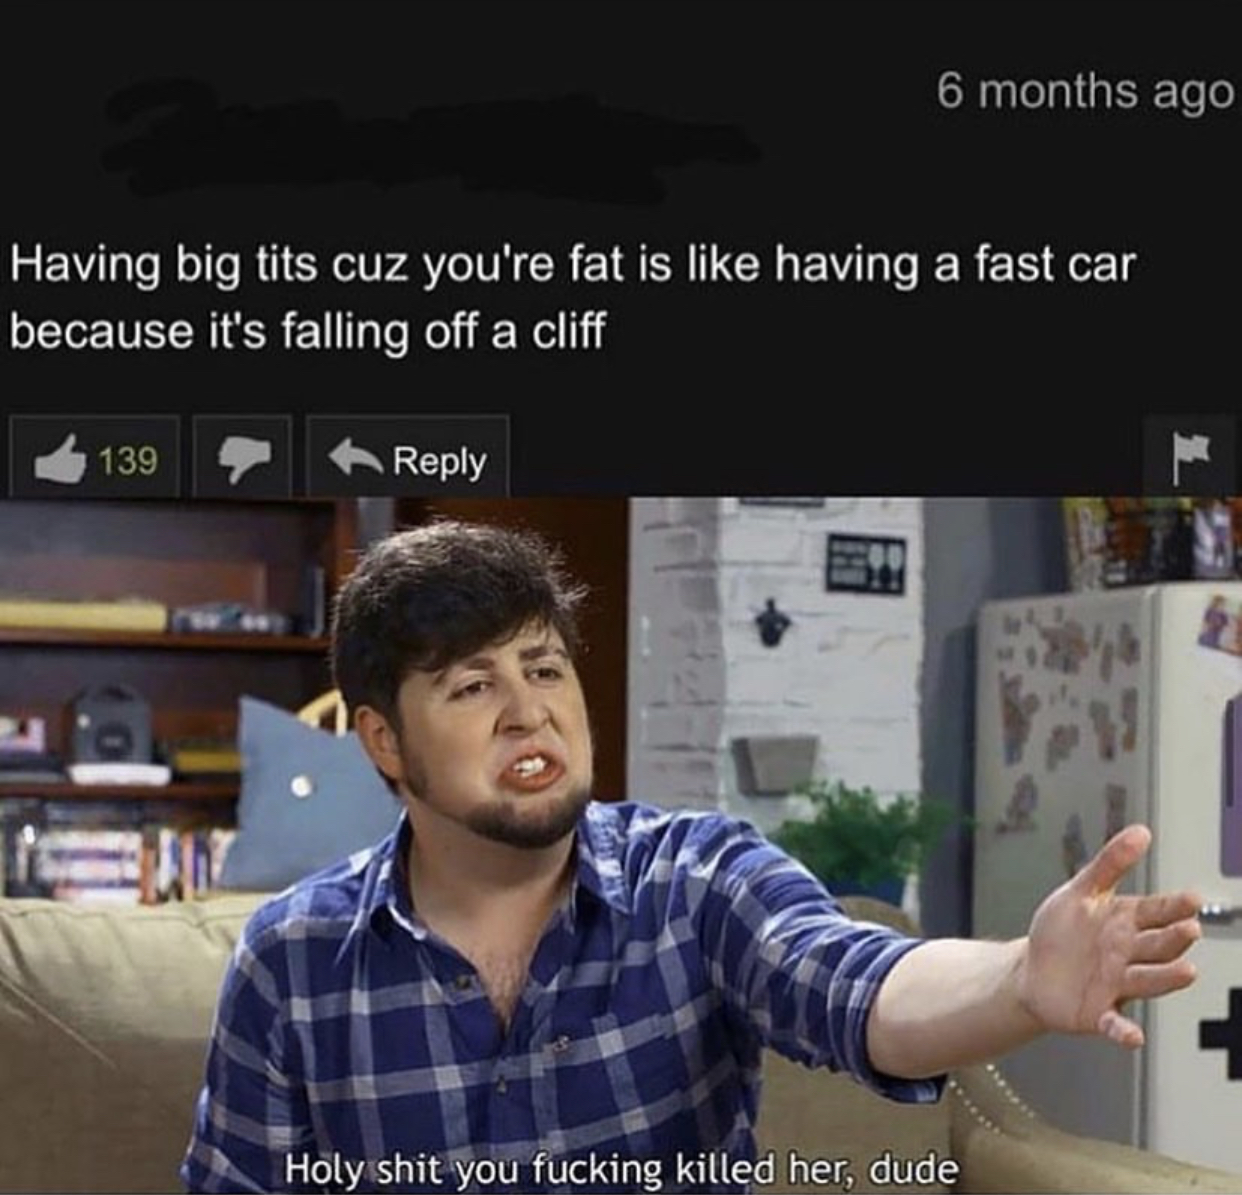 6 months ago
Having big tits cuz you're fat is like having a fast car
because it's falling off a cliff
139
Reply
Holy shit you fucking killed her, dude